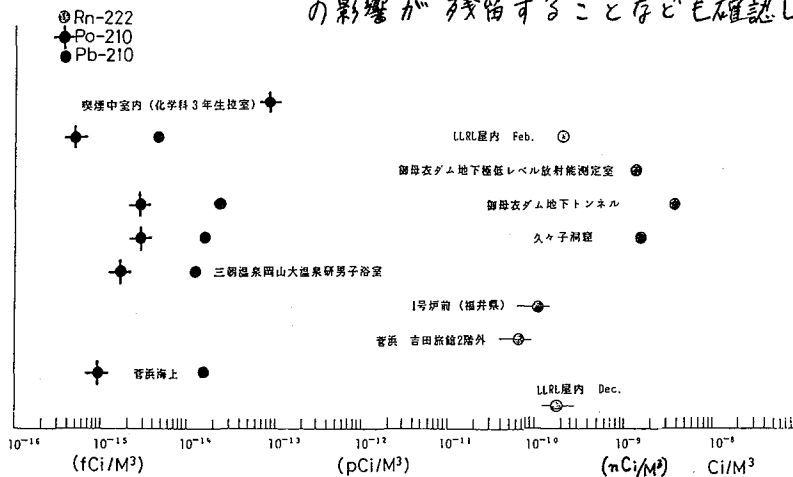 の影響が残留することなども確認し
Rn-222
Po-210
Pb-210
喫煙中室内(化学科3年生控室)
LLRL屋内 Feb.
御母衣ダム地下極低レベル放射能測定室
御母衣ダム地下トンネル
久々子洞窟
三朝温泉岡山大温泉研男子浴室
1号炉前(福井県)
菅浜 吉田旅館2階外
菅浜海上
LLRL屋内 Dec.
10-16 10-15 10-14 10-13 10-12 10-11 10-10 10-9 10-8
(fCi/M³) (pCi/M³) (nCi/M³) Ci/M³